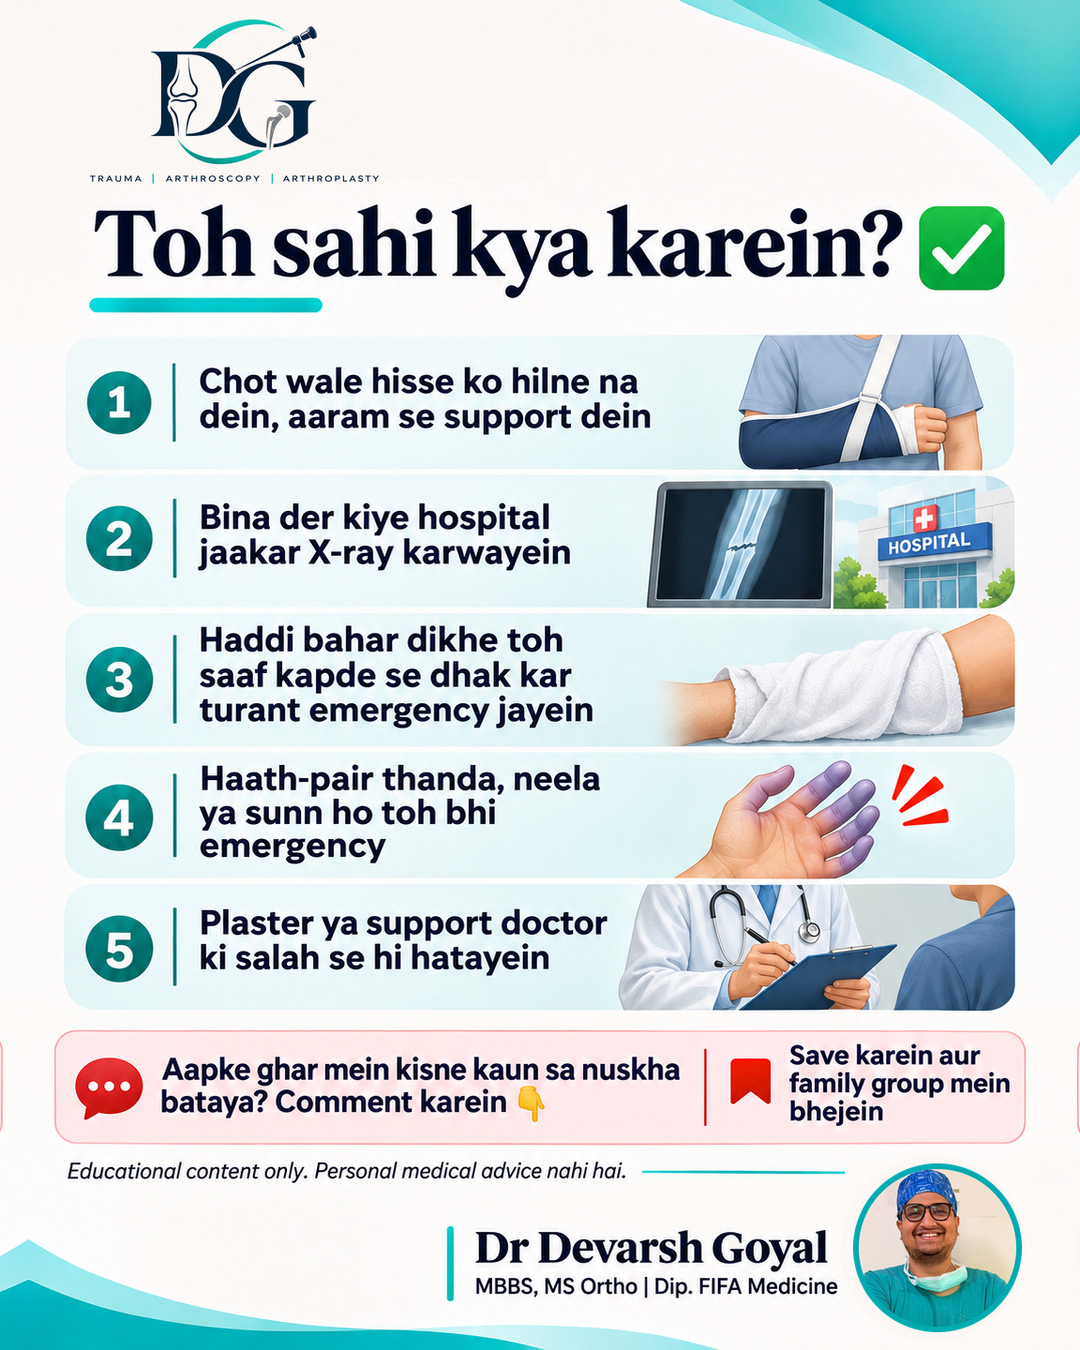 DG
TRAUMA | ARTHROSCOPY | ARTHROPLASTY
Toh sahi kya karein? ✅
1
Chot wale hisse ko hilne na
dein, aaram se support dein
2
Bina der kiye hospital
jaakar X-ray karwayein
HOSPITAL
3
Haddi bahar dikhe toh
saaf kapde se dhak kar
turant emergency jayein
4
Haath-pair thanda, neela
ya sunn ho toh bhi
emergency
5
Plaster ya support doctor
ki salah se hi hatayein
Aapke ghar mein kisne kaun sa nuskha
bataya? Comment karein 👇
Save karein aur
family group mein
bhejein
Educational content only. Personal medical advice nahi hai.
Dr Devarsh Goyal
MBBS, MS Ortho | Dip. FIFA Medicine